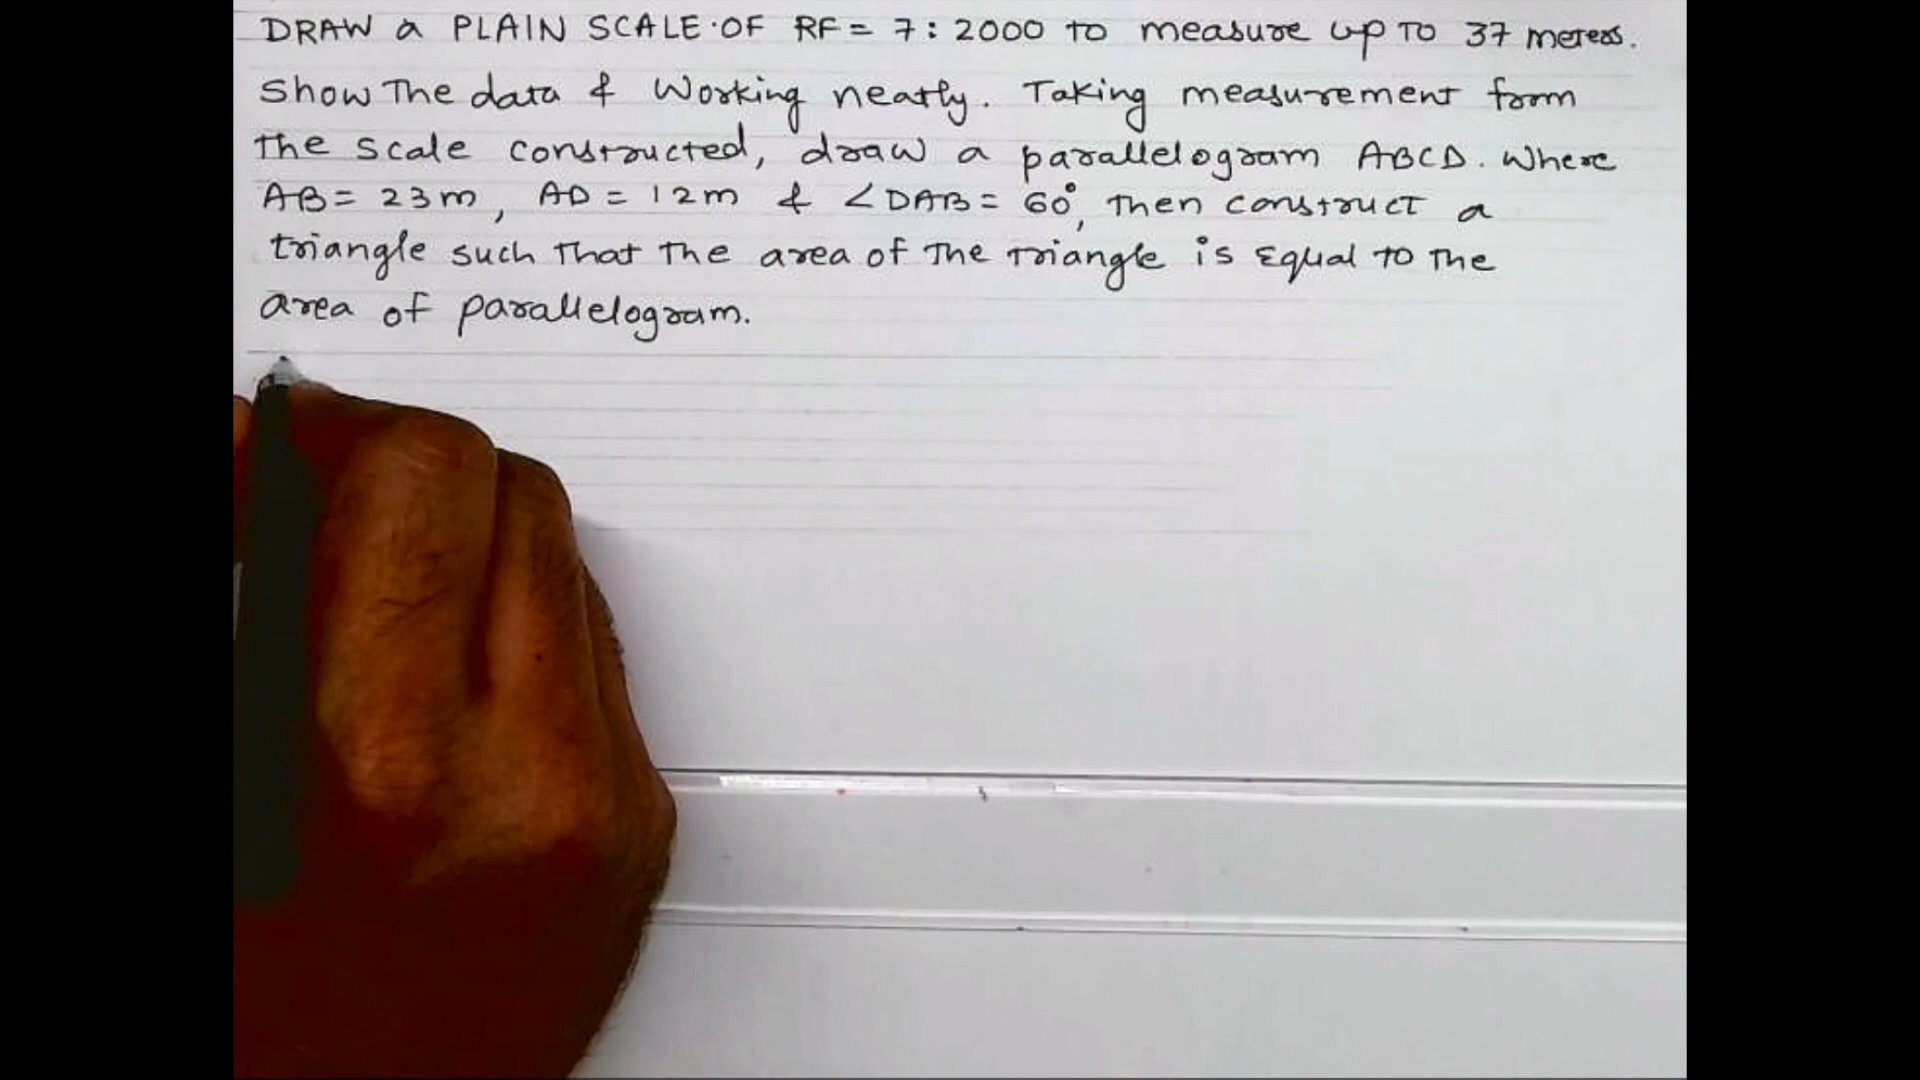 DRAW a PLAIN SCALE OF RF = 7:2000 to measure up to 37 meters.
Show The data & Working neatly. Taking measurement from
the scale constructed, draw a parallelogram ABCD. Where
AB = 23m, AD = 12m & ∠DAB = 60°, then construct a
triangle such that the area of the triangle is Equal to the
area of parallelogram.